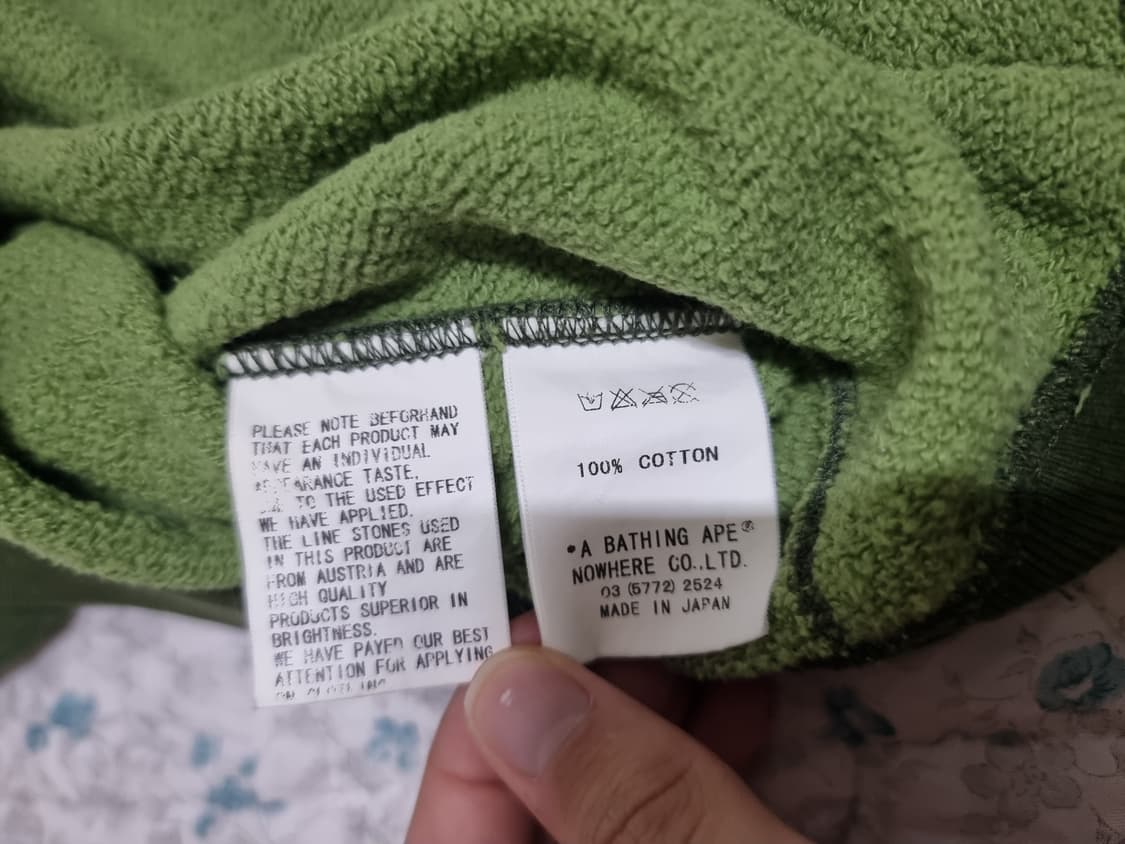 PLEASE NOTE BEFORHAND
THAT EACH PRODUCT MAY
HAVE AN INDIVIDUAL
TASTE,
TO THE USED EFFECT
WE HAVE APPLIED.
THE LINE STONES USED
IN THIS PRODUCT ARE
FROM AUSTRIA AND ARE
HIGH QUALITY
PRODUCTS SUPERIOR IN
BRIGHTNESS.
WE HAVE PAYED OUR BEST
ATTENTION FOR APPLYING
100% COTTON
•A BATHING APE®
NOWHERE CO.,LTD.
03 (5772) 2524
MADE IN JAPAN